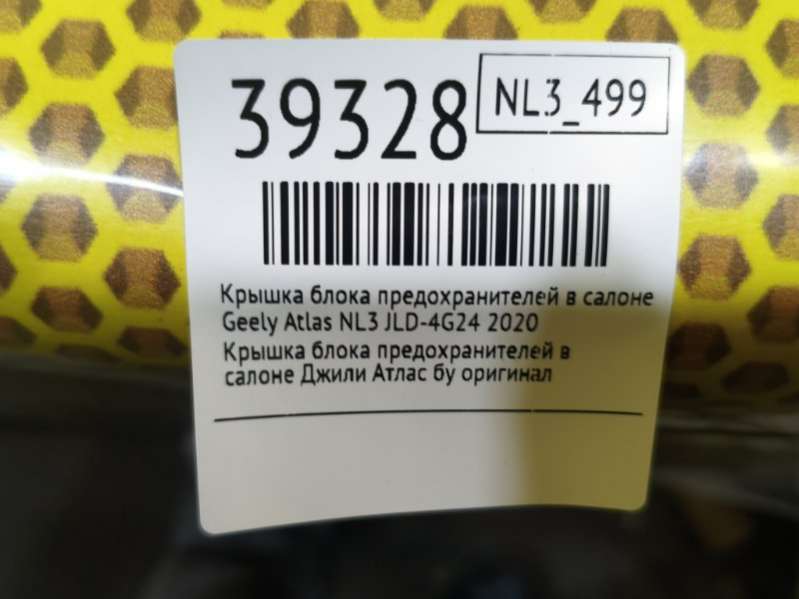 39328
NL3_499
Крышка блока предохранителей в салоне
Geely Atlas NL3 JLD-4G24 2020
Крышка блока предохранителей в
салоне Джили Атлас бу оригинал